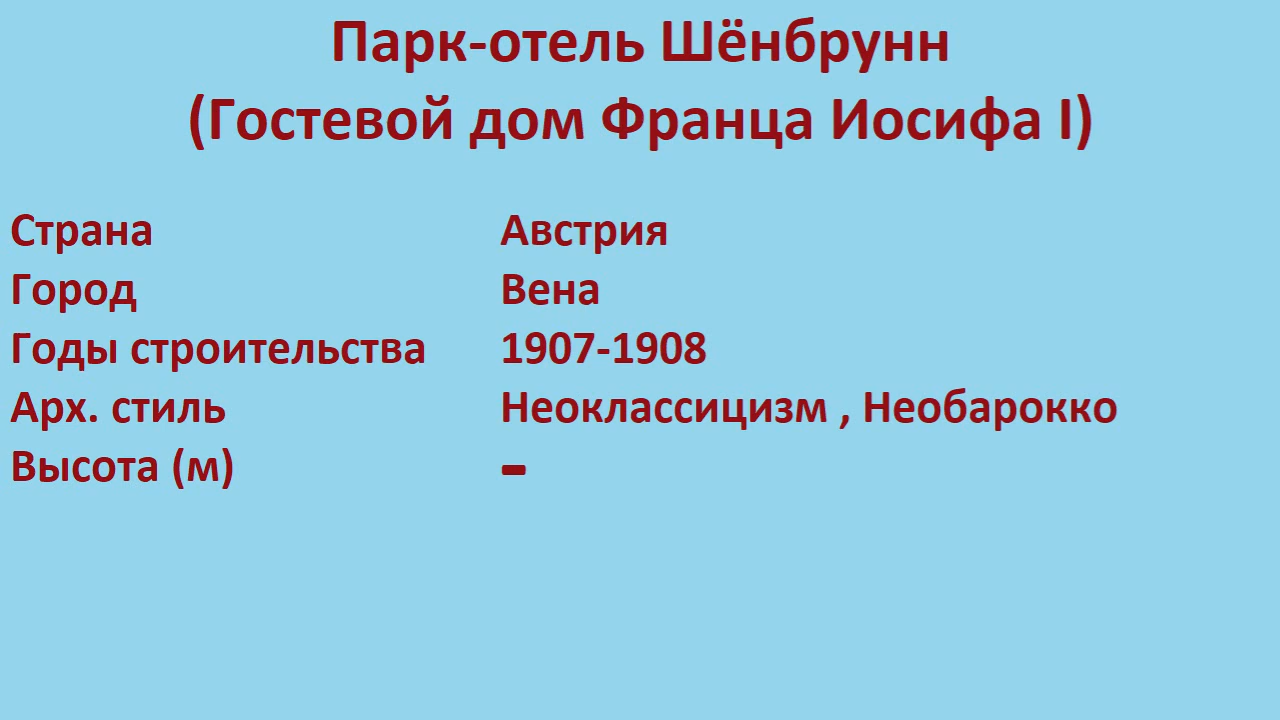 Парк-отель Шёнбрунн
(Гостевой дом Франца Иосифа I)
Страна Австрия
Город Вена
Годы строительства 1907-1908
Арх. стиль Неоклассицизм , Необарокко
Высота (м) -